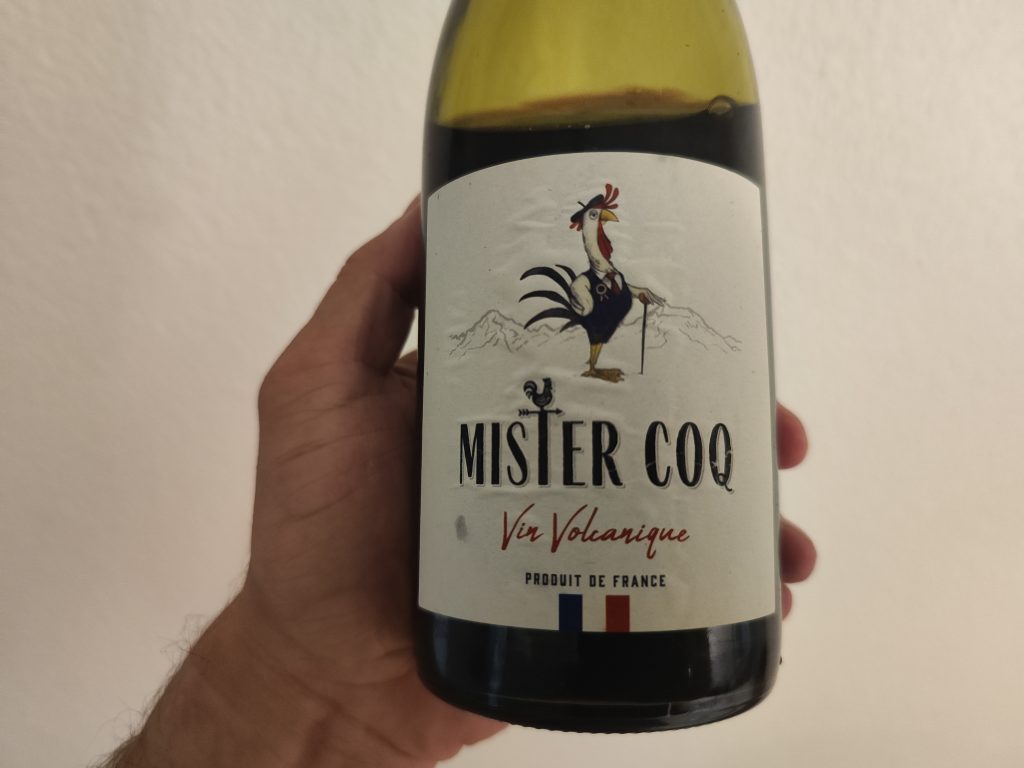 MISTER COQ
Vin Volcanique
PRODUIT DE FRANCE